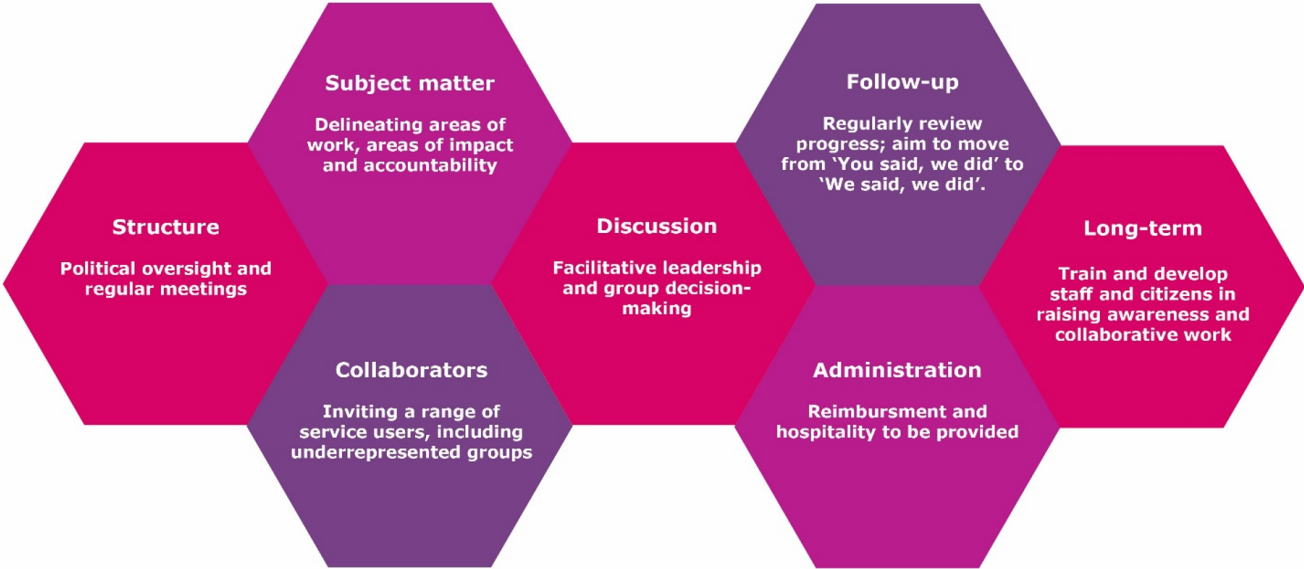 Structure
Political oversight and
regular meetings
Subject matter
Delineating areas of
work, areas of impact
and accountability
Collaborators
Inviting a range of
service users, including
underrepresented groups
Discussion
Facilitative leadership
and group decision-
making
Follow-up
Regularly review
progress; aim to move
from ‘You said, we did’ to
‘We said, we did’.
Administration
Reimbursment and
hospitality to be provided
Long-term
Train and develop
staff and citizens in
raising awareness and
collaborative work